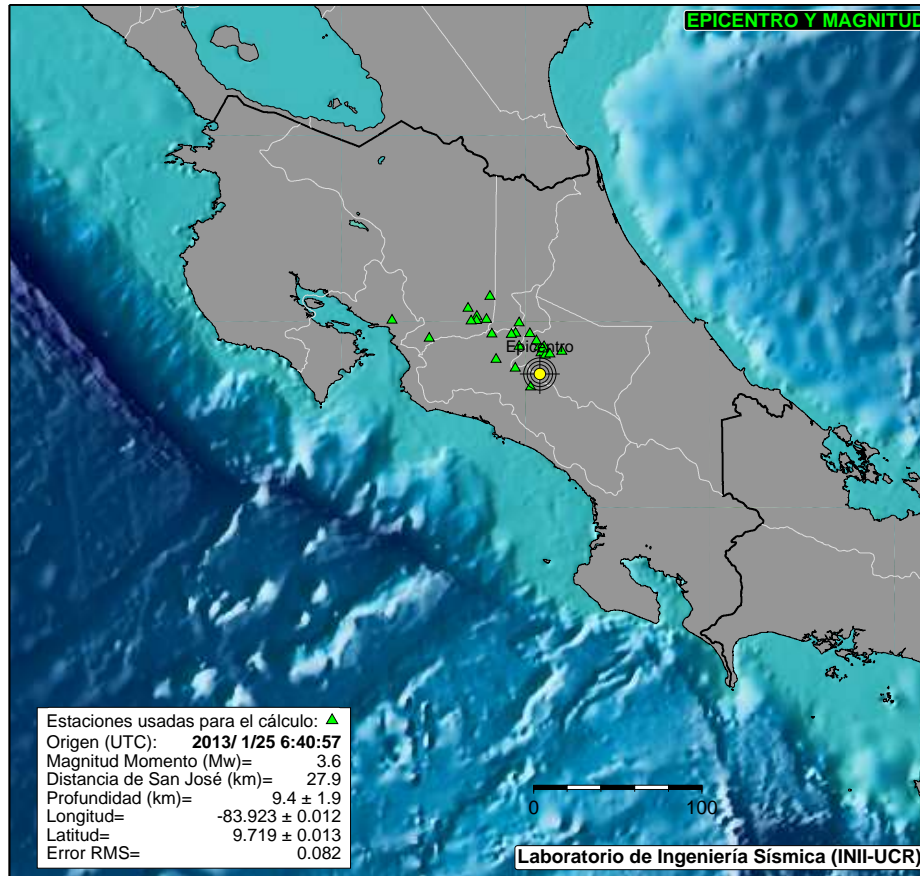 EPICENTRO Y MAGNITUD
Epicentro
Estaciones usadas para el cálculo:
Origen (UTC): 2013/ 1/25 6:40:57
Magnitud Momento (Mw)= 3.6
Distancia de San José (km)= 27.9
Profundidad (km)= 9.4 ± 1.9
Longitud= -83.923 ± 0.012
Latitud= 9.719 ± 0.013
Error RMS= 0.082
0 100
Laboratorio de Ingeniería Sísmica (INII-UCR)